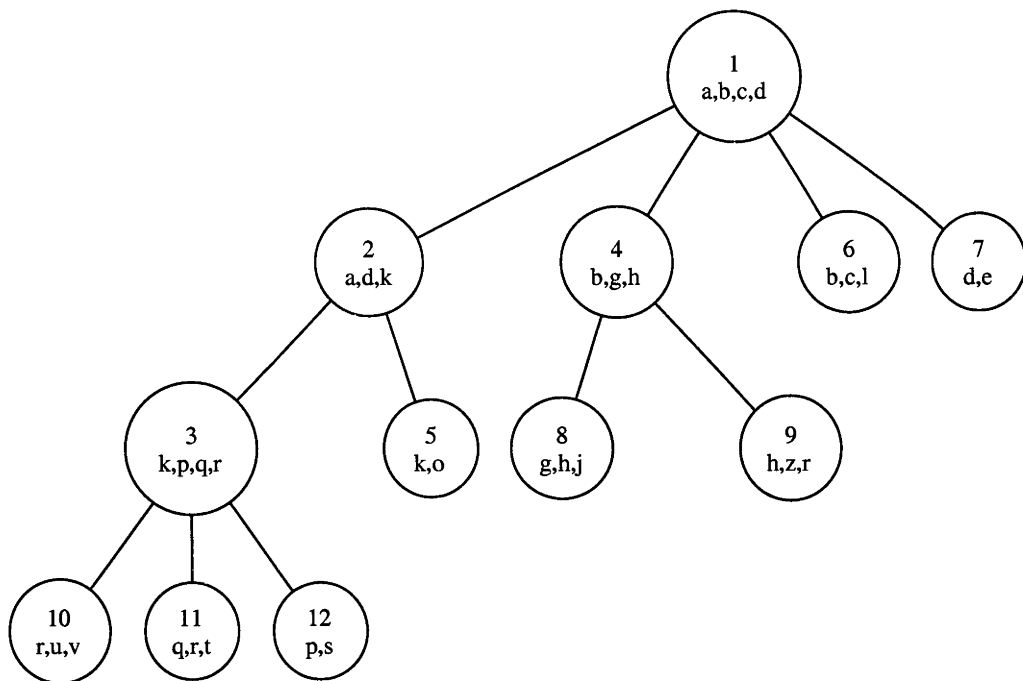 1
a,b,c,d
2
a,d,k
4
b,g,h
6
b,c,l
7
d,e
3
k,p,q,r
5
k,o
8
g,h,j
9
h,z,r
10
r,u,v
11
q,r,t
12
p,s